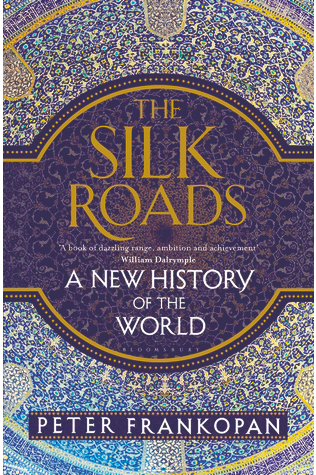 THE
SILK
ROADS
'A book of dazzling range, ambition and achievement'
William Dalrymple
A NEW HISTORY
OF THE
WORLD
BLOOMSBURY
PETER FRANKOPAN